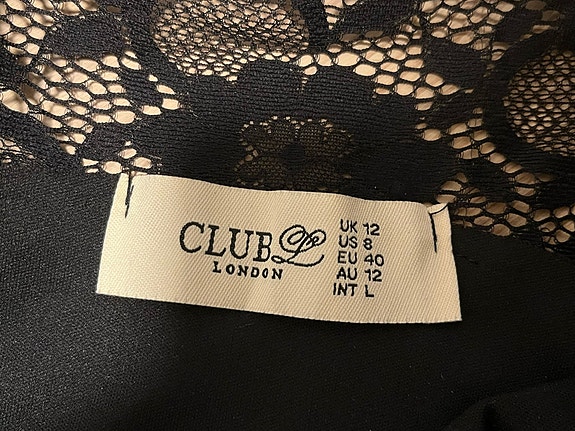 CLUB L
LONDON
UK 12
US 8
EU 40
AU 12
INT L